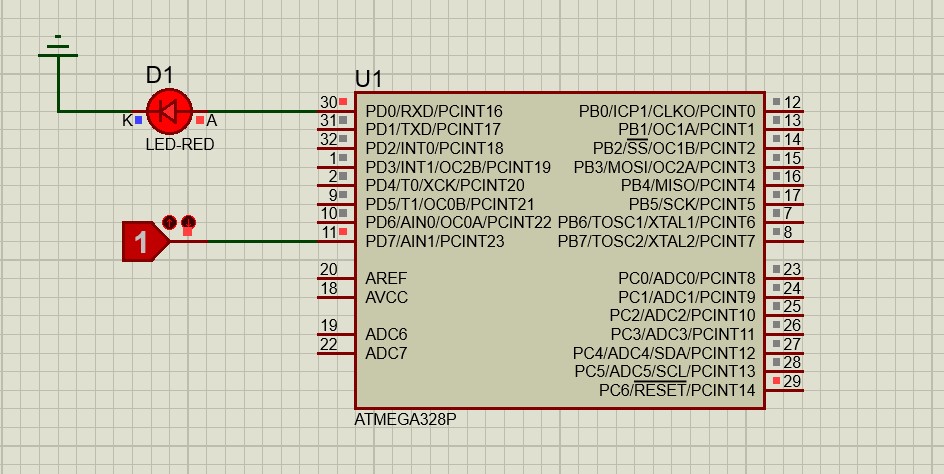 D1
K
A
LED-RED
1
U1
30 PD0/RXD/PCINT16
31 PD1/TXD/PCINT17
32 PD2/INT0/PCINT18
1 PD3/INT1/OC2B/PCINT19
2 PD4/T0/XCK/PCINT20
9 PD5/T1/OC0B/PCINT21
10 PD6/AIN0/OC0A/PCINT22
11 PD7/AIN1/PCINT23
20 AREF
18 AVCC
19 ADC6
22 ADC7
PB0/ICP1/CLKO/PCINT0 12
PB1/OC1A/PCINT1 13
PB2/SS/OC1B/PCINT2 14
PB3/MOSI/OC2A/PCINT3 15
PB4/MISO/PCINT4 16
PB5/SCK/PCINT5 17
PB6/TOSC1/XTAL1/PCINT6 7
PB7/TOSC2/XTAL2/PCINT7 8
PC0/ADC0/PCINT8 23
PC1/ADC1/PCINT9 24
PC2/ADC2/PCINT10 25
PC3/ADC3/PCINT11 26
PC4/ADC4/SDA/PCINT12 27
PC5/ADC5/SCL/PCINT13 28
PC6/RESET/PCINT14 29
ATMEGA328P